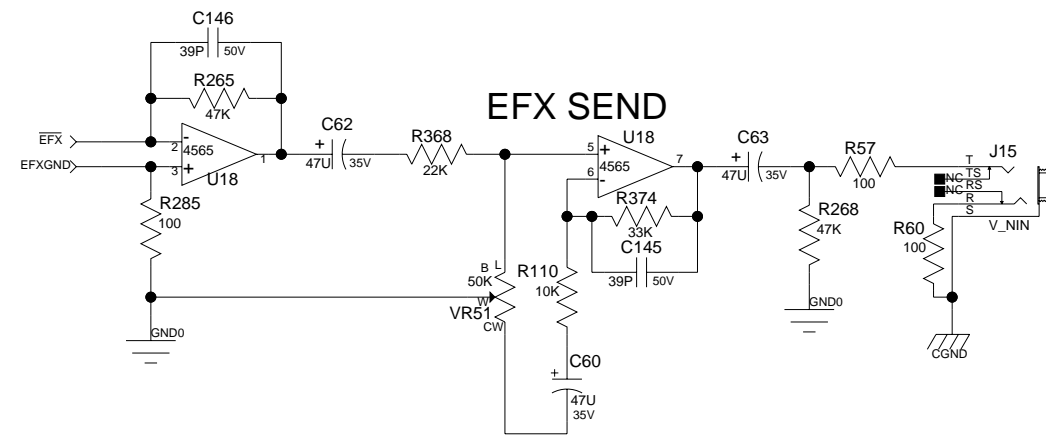 C146
39P 50V
R265
47K
EFX SEND
EFX
EFXGND
2
-
3
+
4565
1
U18
C62
+
47U 35V
R368
22K
U18
5
+
6
-
4565
7
C63
+
47U 35V
R57
100
J15
T
TS
RS
R
S
NC
NC
V_NIN
R285
100
R374
33K
C145
39P 50V
R268
47K
R60
100
B L
50K
W
VR51
CW
R110
10K
GND0
GND0
CGND
C60
+
47U
35V